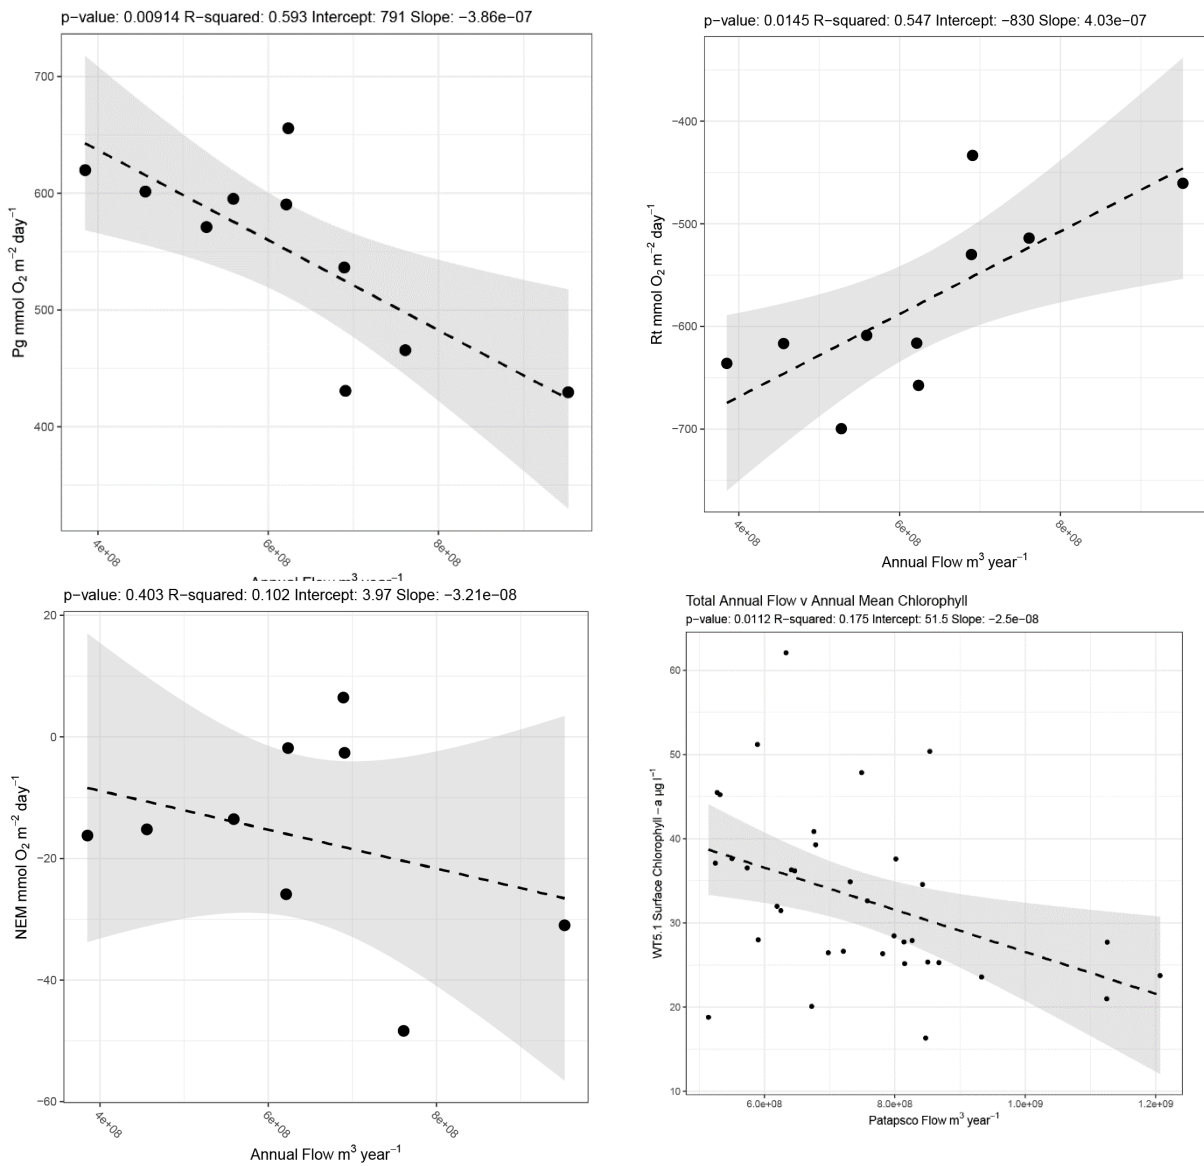 p-value: 0.00914 R-squared: 0.593 Intercept: 791 Slope: −3.86e−07
700
600
500
400
Pg mmol O₂ m⁻² day⁻¹
4e+08
6e+08
8e+08
Annual Flow m³ year⁻¹
p-value: 0.0145 R-squared: 0.547 Intercept: −830 Slope: 4.03e−07
−400
−500
−600
−700
Rt mmol O₂ m⁻² day⁻¹
4e+08
6e+08
8e+08
Annual Flow m³ year⁻¹
p-value: 0.403 R-squared: 0.102 Intercept: 3.97 Slope: −3.21e−08
20
0
−20
−40
−60
NEM mmol O₂ m⁻² day⁻¹
4e+08
6e+08
8e+08
Annual Flow m³ year⁻¹
Total Annual Flow v Annual Mean Chlorophyll
p-value: 0.0112 R-squared: 0.175 Intercept: 51.5 Slope: −2.5e−08
60
50
40
30
20
10
WT5.1 Surface Chlorophyll − a µg l⁻¹
6.0e+08
8.0e+08
1.0e+09
1.2e+09
Patapsco Flow m³ year⁻¹